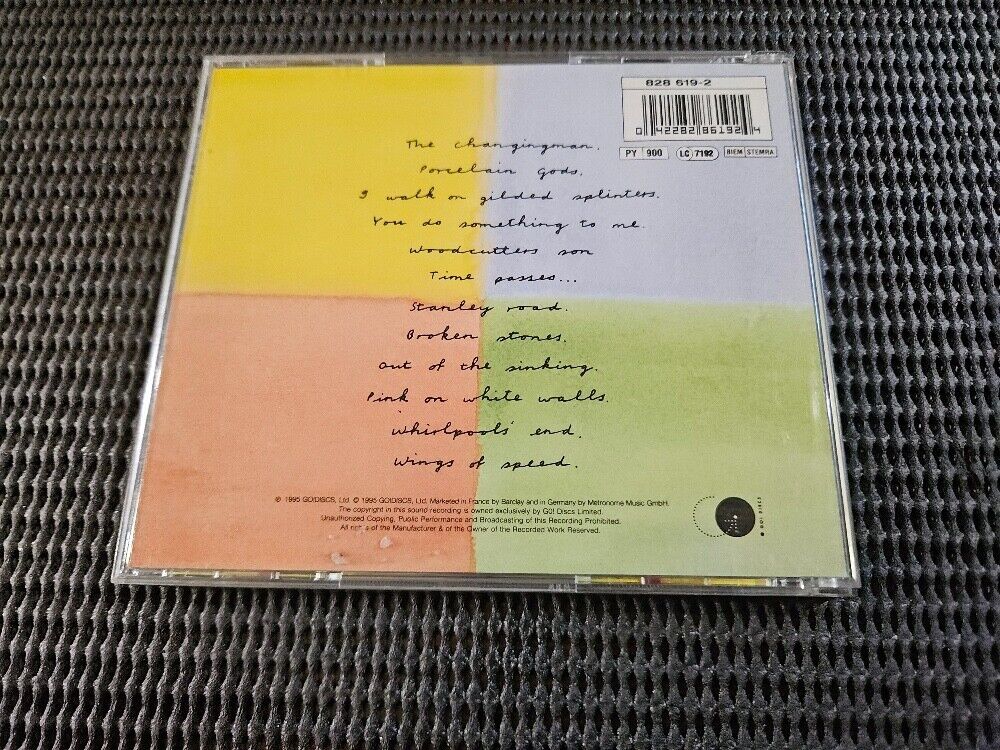 828 619-2
0 42282 86192 4
PY 900 LC 7192 BIEM STEMRA
The changingman.
Porcelain gods.
I walk on gilded splinters.
You do something to me.
Woodcutters son
Time passes...
Stanley road.
Broken stones.
Out of the sinking.
Pink on white walls.
Whirlpools' end.
Wings of speed.
℗ 1995 GO!DISCS, Ltd. © 1995 GO!DISCS, Ltd. Marketed in France by Barclay and in Germany by Metronome Music GmbH.
The copyright in this sound recording is owned exclusively by GO! Discs Limited.
Unauthorized Copying, Public Performance and Broadcasting of this Recording Prohibited.
All rights of the Manufacturer & of the Owner of the Recorded Work Reserved.
GO! DISCS